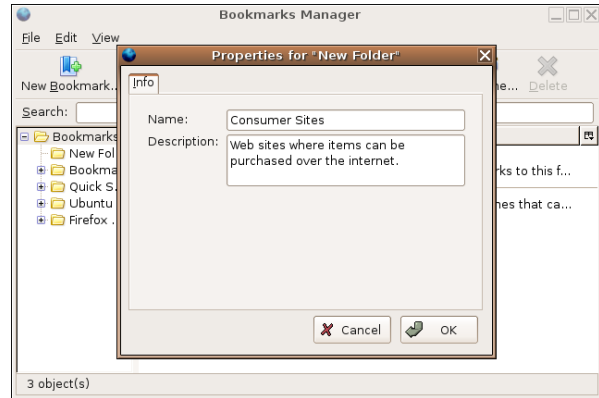 Bookmarks Manager
File Edit View
Properties for "New Folder"
New Bookmark... Delete
Info
Search:
Name: Consumer Sites
Description: Web sites where items can be
purchased over the internet.
Bookmarks
New Fol
Bookma
Quick S.
Ubuntu
Firefox .
rks to this f...
hes that ca...
Cancel OK
3 object(s)